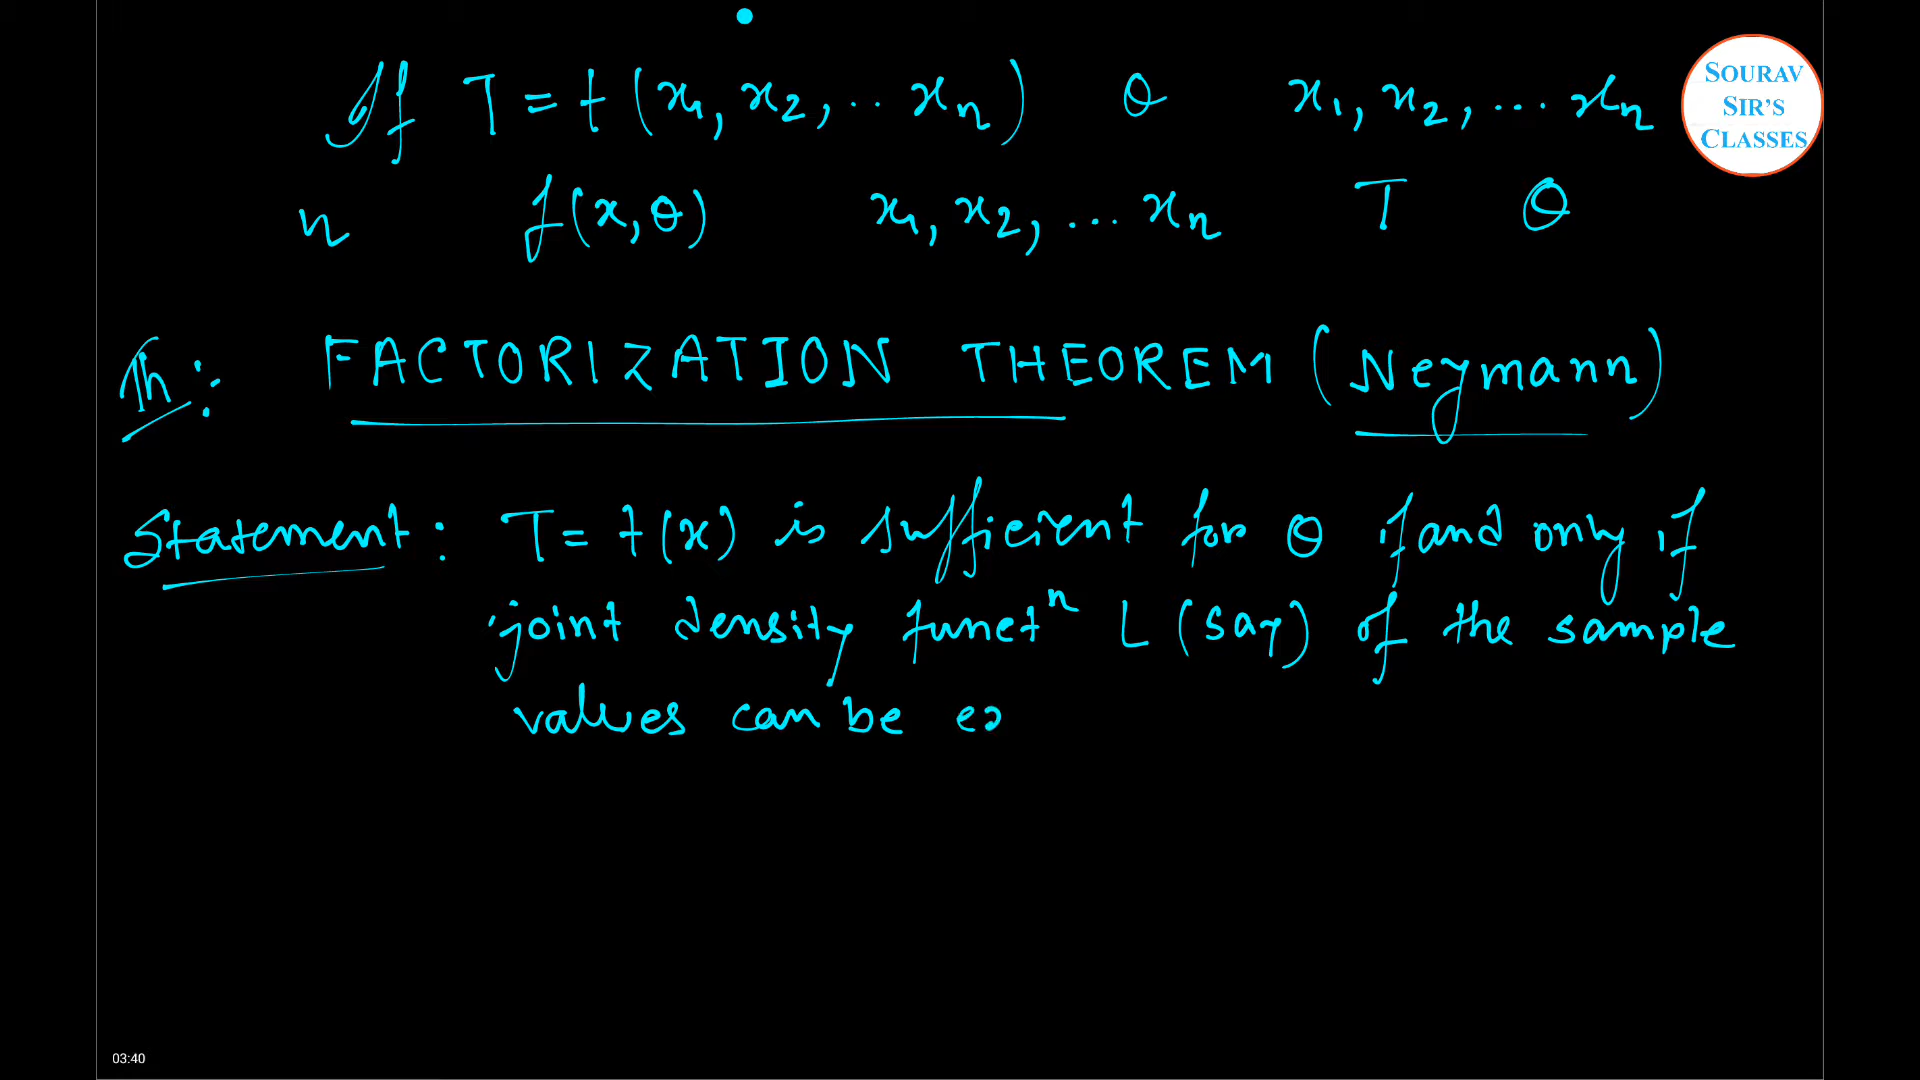 If T = t(x1, x2, .. xn) θ x1, x2, ... xn
SOURAV
SIR'S
CLASSES
n f(x, θ) x1, x2, ... xn T θ
Th: FACTORIZATION THEOREM (Neymann)
Statement: T = t(x) is sufficient for θ if and only if
joint density functⁿ L (say) of the sample
values can be ex
03:40